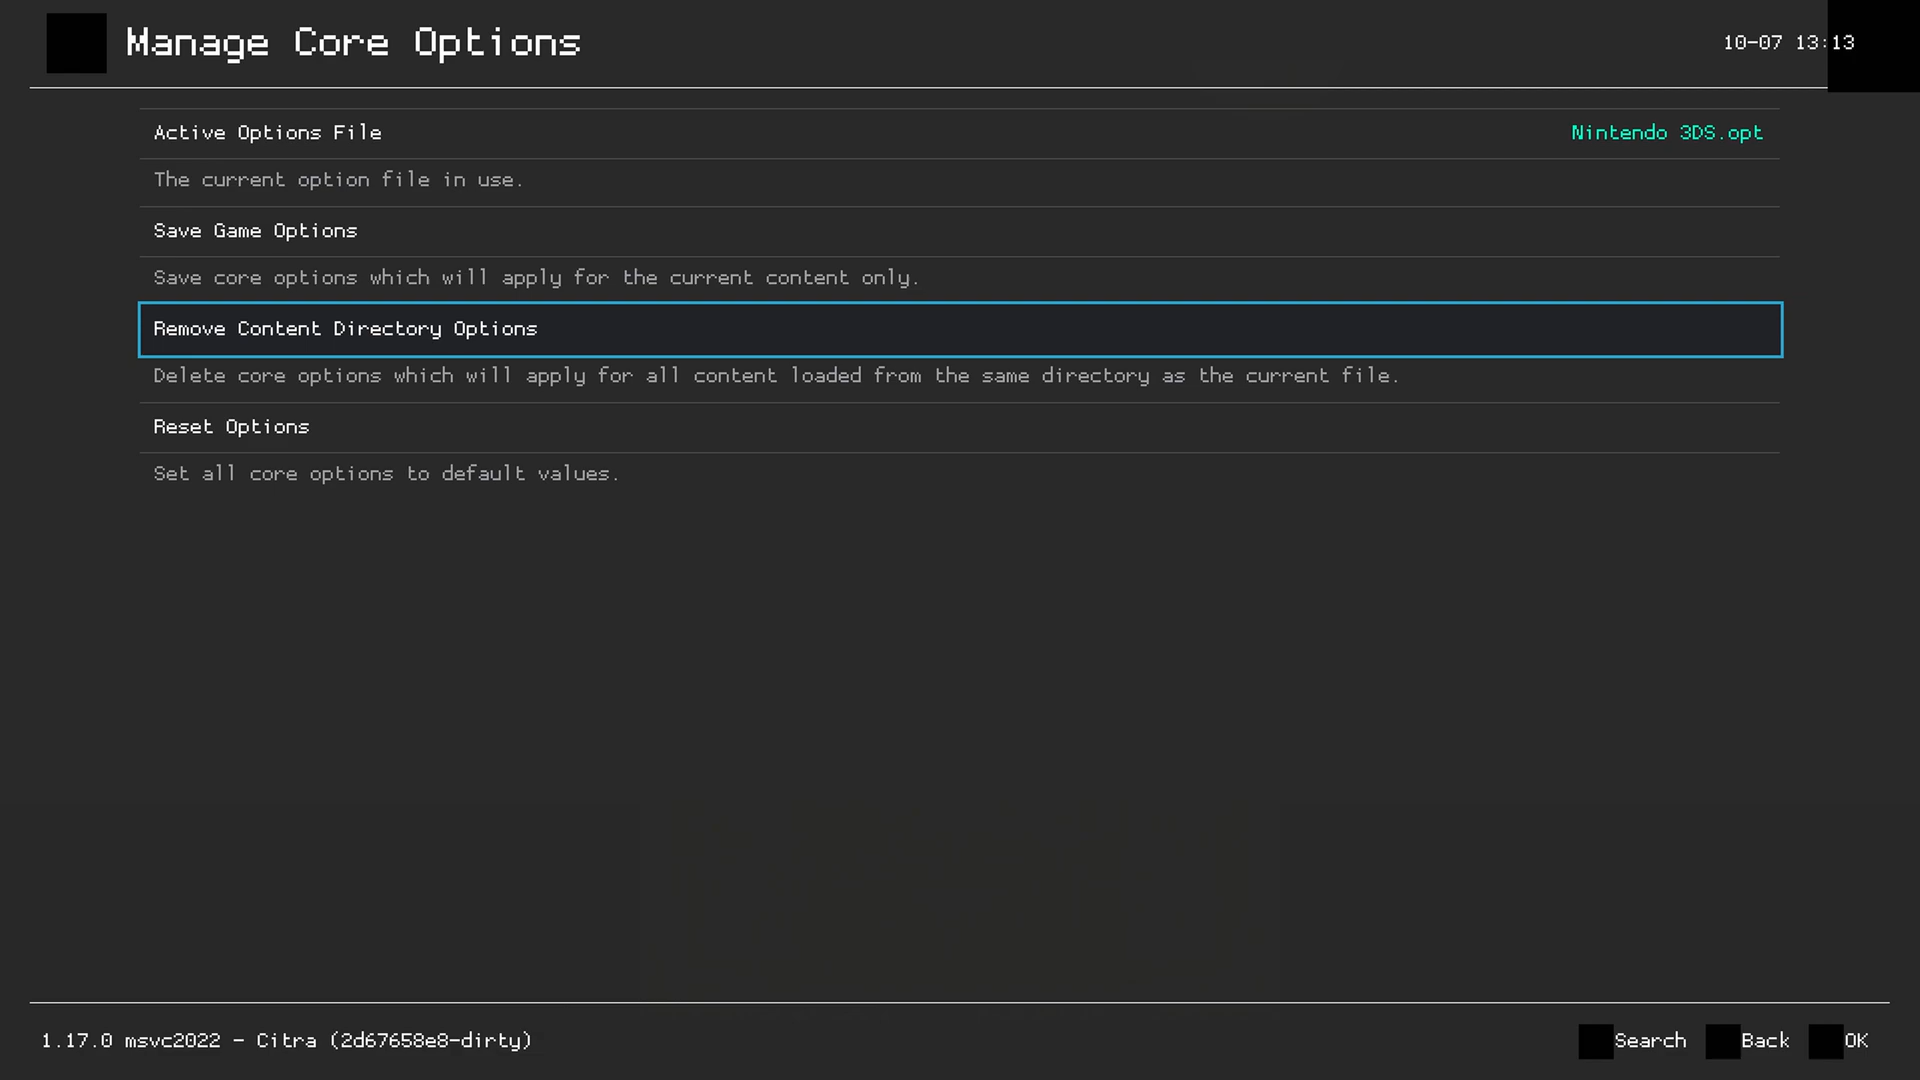 Manage Core Options
10-07 13:13
Active Options File
Nintendo 3DS.opt
The current option file in use.
Save Game Options
Save core options which will apply for the current content only.
Remove Content Directory Options
Delete core options which will apply for all content loaded from the same directory as the current file.
Reset Options
Set all core options to default values.
1.17.0 msvc2022 - Citra (2d67658e8-dirty)
Search
Back
OK